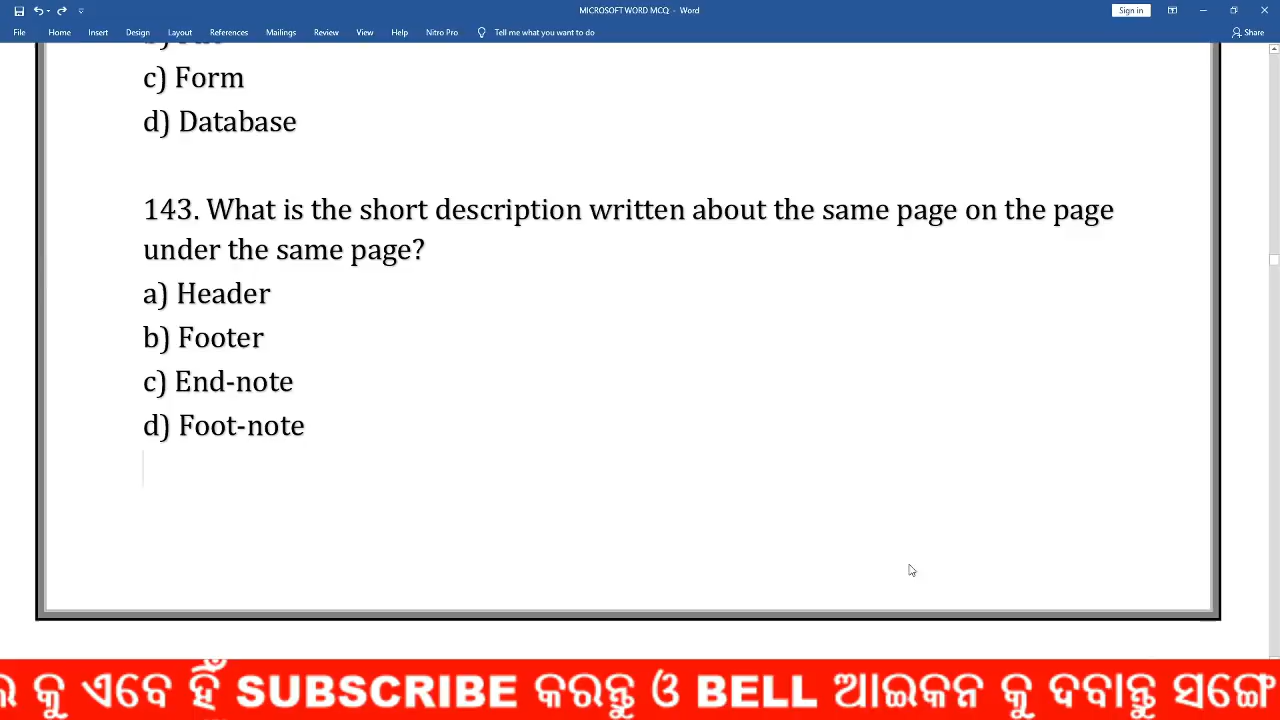 MICROSOFT WORD MCQ - Word
Sign in
File Home Insert Design Layout References Mailings Review View Help Nitro Pro Tell me what you want to do Share
c) Form
d) Database
143. What is the short description written about the same page on the page
under the same page?
a) Header
b) Footer
c) End-note
d) Foot-note
କୁ ଏବେ ହିଁ SUBSCRIBE କରନ୍ତୁ ଓ BELL ଆଇକନ କୁ ଦବାନ୍ତୁ ସଙ୍ଗେ